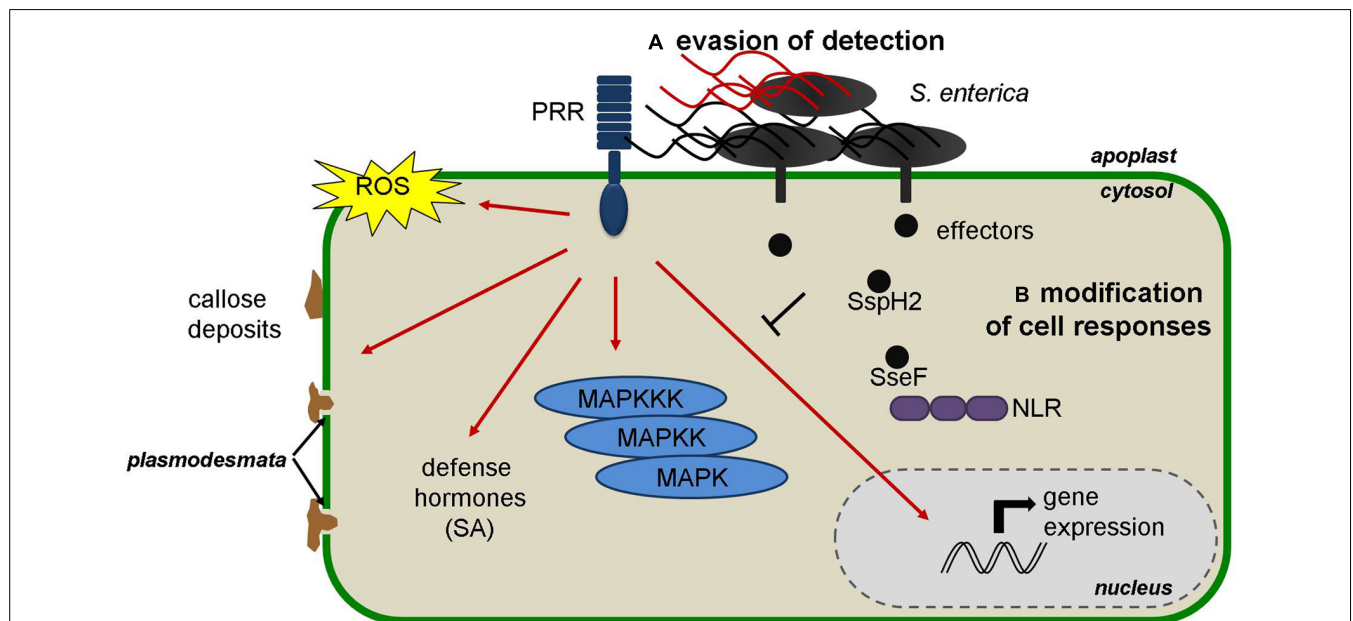 A evasion of detection
S. enterica
PRR
apoplast
cytosol
ROS
effectors
callose
deposits
SspH2
B modification
of cell responses
SseF
NLR
MAPKKK
MAPKK
MAPK
plasmodesmata
defense
hormones
(SA)
gene
expression
nucleus